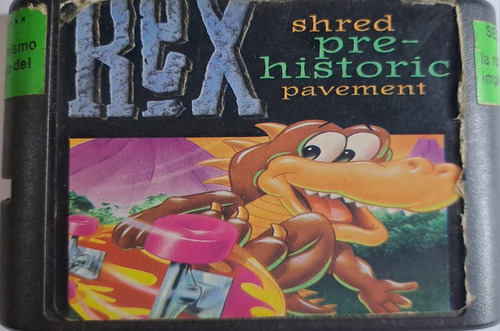 ReX
shred
pre-
historic
pavement